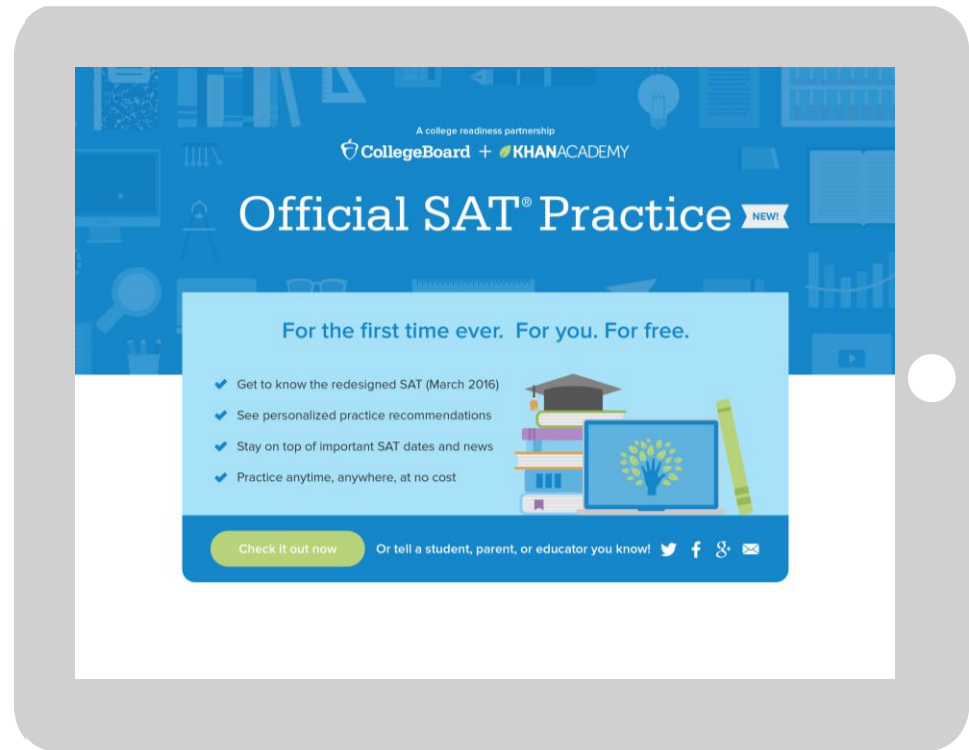 A college readiness partnership
CollegeBoard + KHANACADEMY
Official SAT® Practice NEW!
For the first time ever. For you. For free.
Get to know the redesigned SAT (March 2016)
See personalized practice recommendations
Stay on top of important SAT dates and news
Practice anytime, anywhere, at no cost
Check it out now Or tell a student, parent, or educator you know!